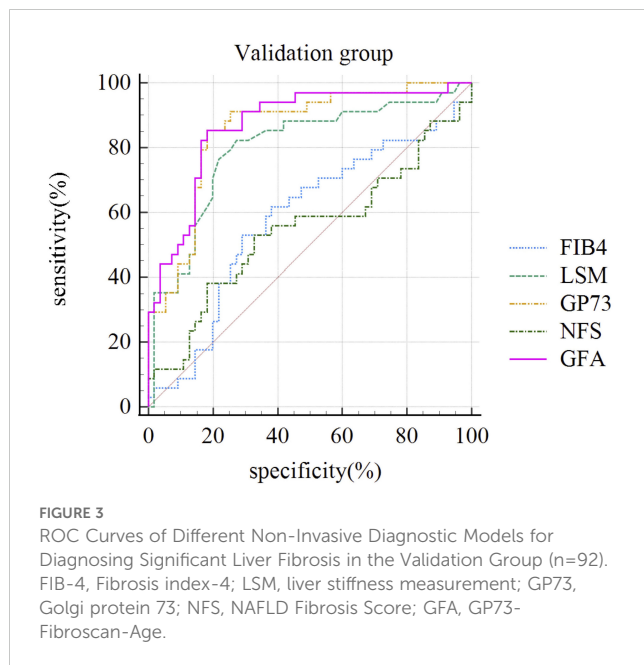 Validation group
100
80
60
40
20
0
sensitivity(%)
0 20 40 60 80 100
specificity(%)
FIB4
LSM
GP73
NFS
GFA
FIGURE 3
ROC Curves of Different Non-Invasive Diagnostic Models for
Diagnosing Significant Liver Fibrosis in the Validation Group (n=92).
FIB-4, Fibrosis index-4; LSM, liver stiffness measurement; GP73,
Golgi protein 73; NFS, NAFLD Fibrosis Score; GFA, GP73-
Fibroscan-Age.